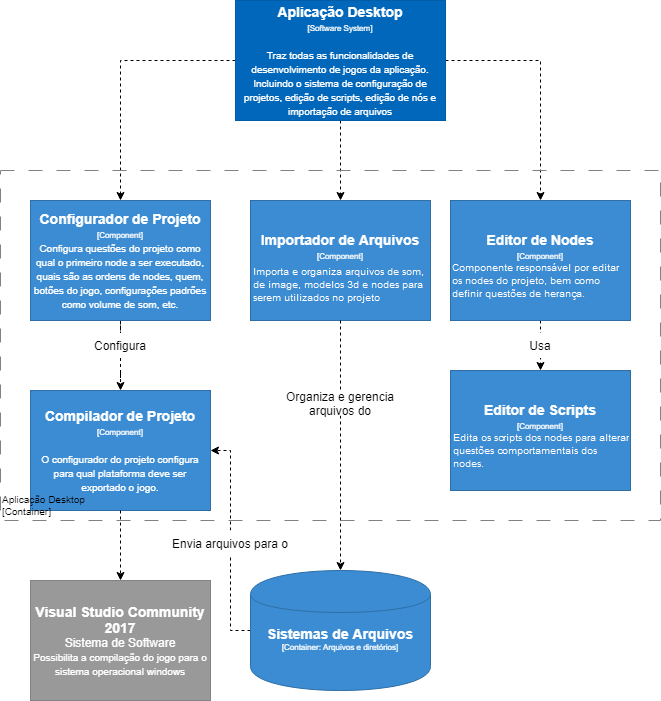 Aplicação Desktop
[Software System]
Traz todas as funcionalidades de
desenvolvimento de jogos da aplicação.
Incluindo o sistema de configuração de
projetos, edição de scripts, edição de nós e
importação de arquivos
Configurador de Projeto
[Component]
Configura questões do projeto como
qual o primeiro node a ser executado,
quais são as ordens de nodes, quem,
botões do jogo, configurações padrões
como volume de som, etc.
Importador de Arquivos
[Component]
Importa e organiza arquivos de som,
de image, modelos 3d e nodes para
serem utilizados no projeto
Editor de Nodes
[Component]
Componente responsável por editar
os nodes do projeto, bem como
definir questões de herança.
Configura
Usa
Organiza e gerencia
arquivos do
Compilador de Projeto
[Component]
O configurador do projeto configura
para qual plataforma deve ser
exportado o jogo.
Editor de Scripts
[Component]
Edita os scripts dos nodes para alterar
questões comportamentais dos
nodes.
Aplicação Desktop
[Container]
Envia arquivos para o
Visual Studio Community
2017
Sistema de Software
Possibilita a compilação do jogo para o
sistema operacional windows
Sistemas de Arquivos
[Container: Arquivos e diretórios]